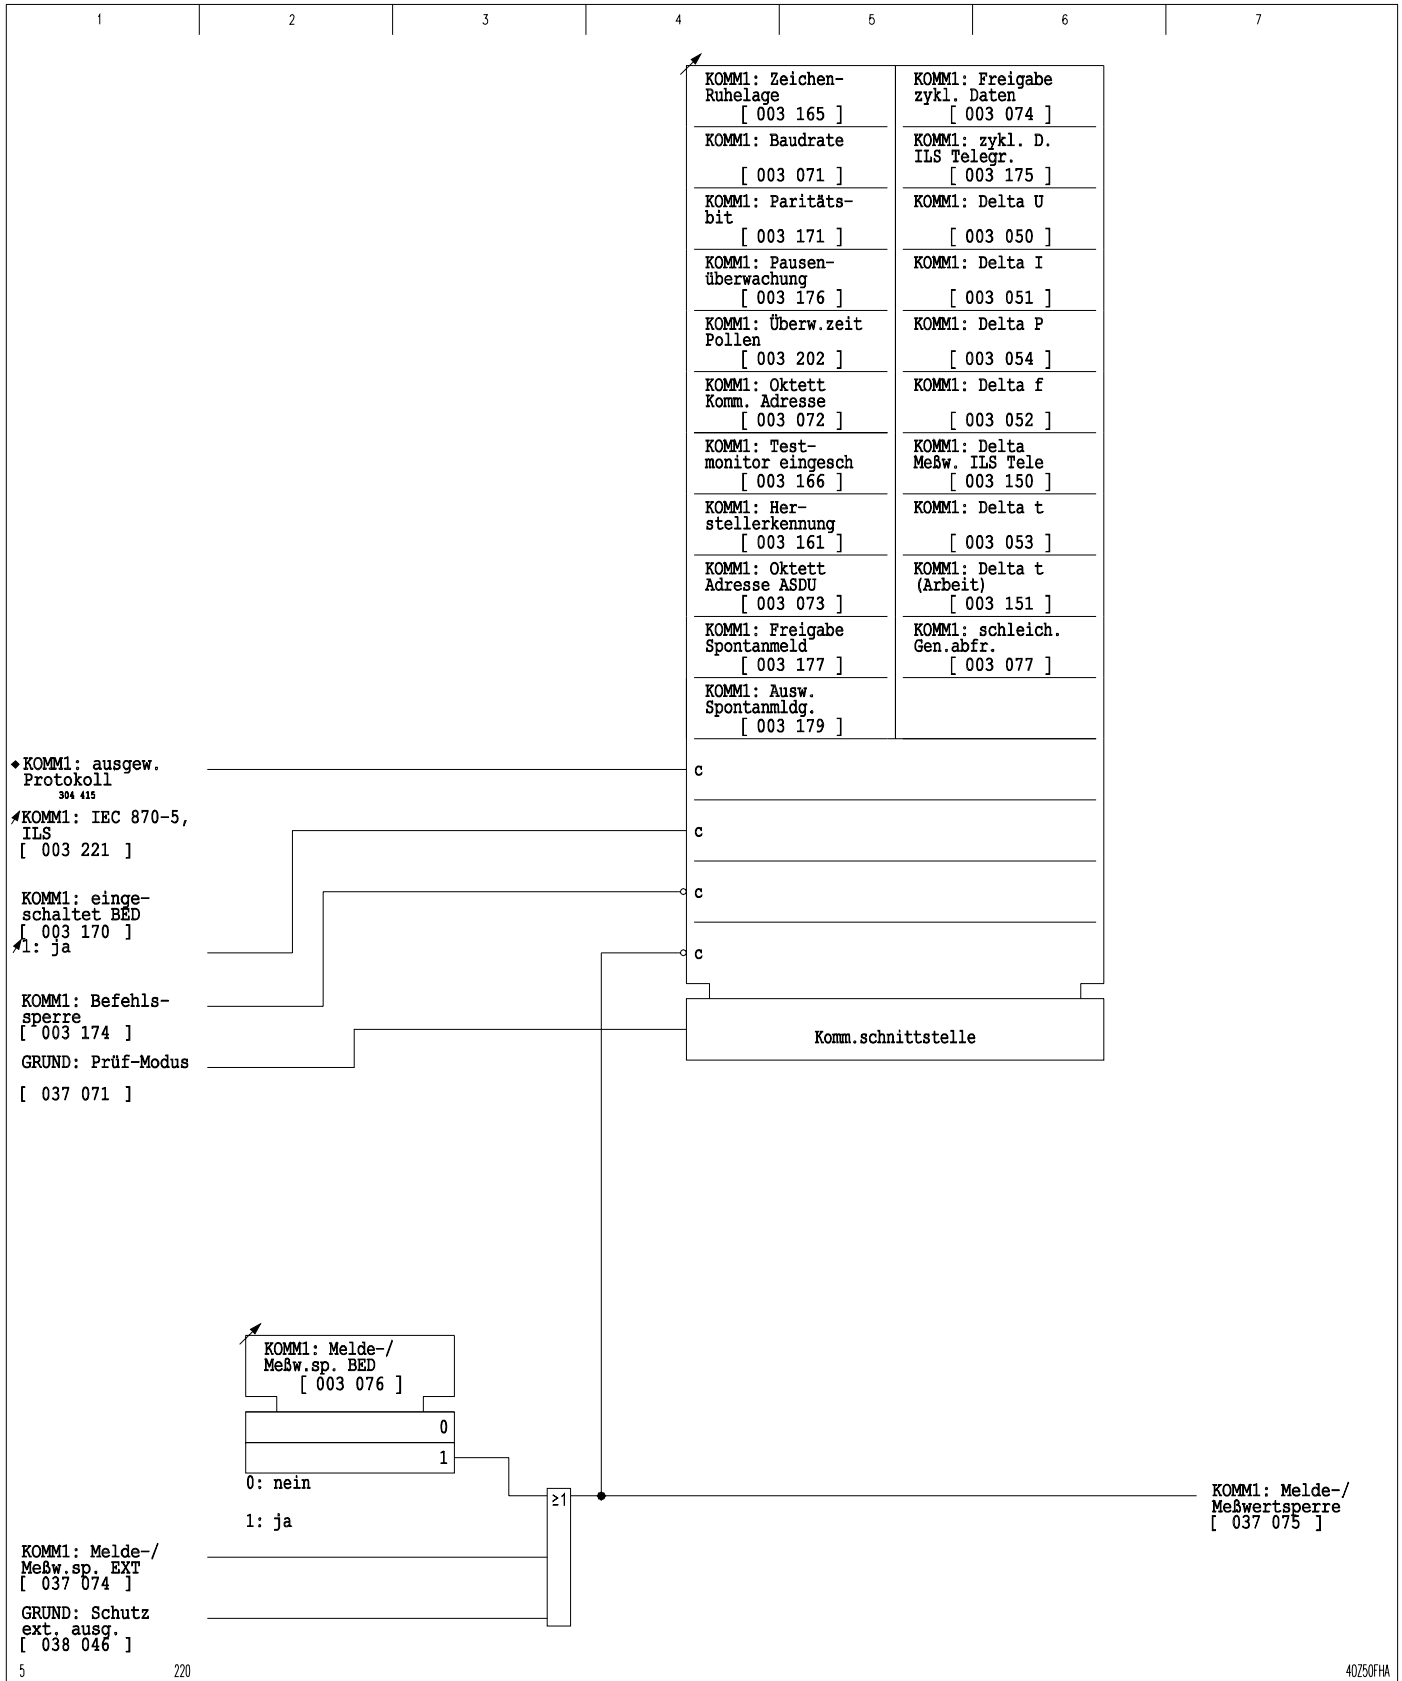 1 2 3 4 5 6 7
KOMM1: Zeichen-
Ruhelage
[ 003 165 ]
KOMM1: Baudrate
[ 003 071 ]
KOMM1: Paritäts-
bit
[ 003 171 ]
KOMM1: Pausen-
überwachung
[ 003 176 ]
KOMM1: Überw.zeit
Pollen
[ 003 202 ]
KOMM1: Oktett
Komm. Adresse
[ 003 072 ]
KOMM1: Test-
monitor eingesch
[ 003 166 ]
KOMM1: Her-
stellerkennung
[ 003 161 ]
KOMM1: Oktett
Adresse ASDU
[ 003 073 ]
KOMM1: Freigabe
Spontanmeld
[ 003 177 ]
KOMM1: Ausw.
Spontanmldg.
[ 003 179 ]
KOMM1: Freigabe
zykl. Daten
[ 003 074 ]
KOMM1: zykl. D.
ILS Telegr.
[ 003 175 ]
KOMM1: Delta U
[ 003 050 ]
KOMM1: Delta I
[ 003 051 ]
KOMM1: Delta P
[ 003 054 ]
KOMM1: Delta f
[ 003 052 ]
KOMM1: Delta
Meßw. ILS Tele
[ 003 150 ]
KOMM1: Delta t
[ 003 053 ]
KOMM1: Delta t
(Arbeit)
[ 003 151 ]
KOMM1: schleich.
Gen.abfr.
[ 003 077 ]
C
C
C
C
Komm.schnittstelle
KOMM1: ausgew.
Protokoll
304 415
KOMM1: IEC 870-5,
ILS
[ 003 221 ]
KOMM1: einge-
schaltet BED
[ 003 170 ]
1: ja
KOMM1: Befehls-
sperre
[ 003 174 ]
GRUND: Prüf-Modus
[ 037 071 ]
KOMM1: Melde-/
Meßw.sp. BED
[ 003 076 ]
0
1
0: nein
1: ja
≥1
KOMM1: Melde-/
Meßwertsperre
[ 037 075 ]
KOMM1: Melde-/
Meßw.sp. EXT
[ 037 074 ]
GRUND: Schutz
ext. ausg.
[ 038 046 ]
5 220 40Z50FHA